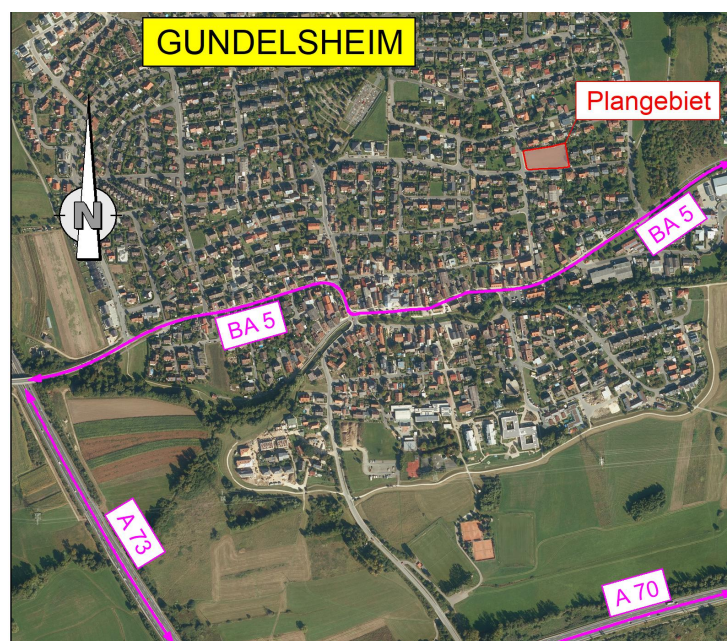 GUNDELSHEIM
Plangebiet
N
BA 5
BA 5
A 73
A 70